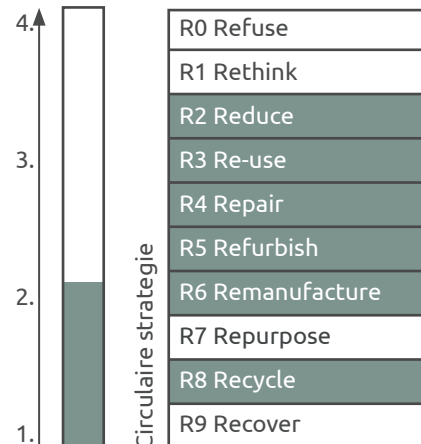 4.
3.
2.
1.
Circulaire strategie
R0 Refuse
R1 Rethink
R2 Reduce
R3 Re-use
R4 Repair
R5 Refurbish
R6 Remanufacture
R7 Repurpose
R8 Recycle
R9 Recover